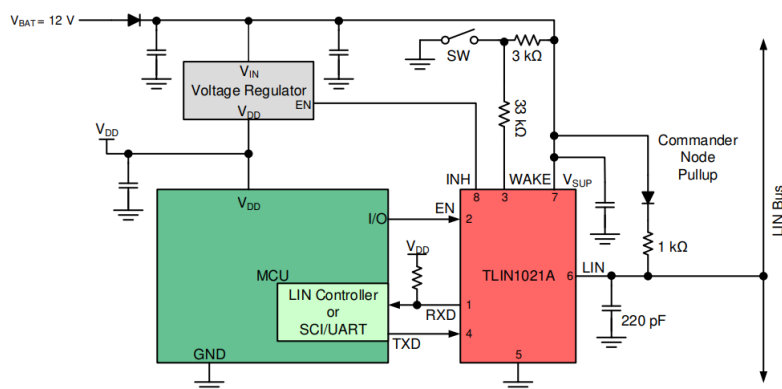 VBAT = 12 V
SW
3 kΩ
VIN
Voltage Regulator
VDD
EN
33 kΩ
VDD
Commander
Node
Pullup
INH
WAKE
VSUP
8
3
7
VDD
I/O
EN
2
VDD
MCU
TLIN1021A
LIN
6
1 kΩ
LIN Bus
LIN Controller
or
SCI/UART
RXD
1
TXD
4
220 pF
GND
5